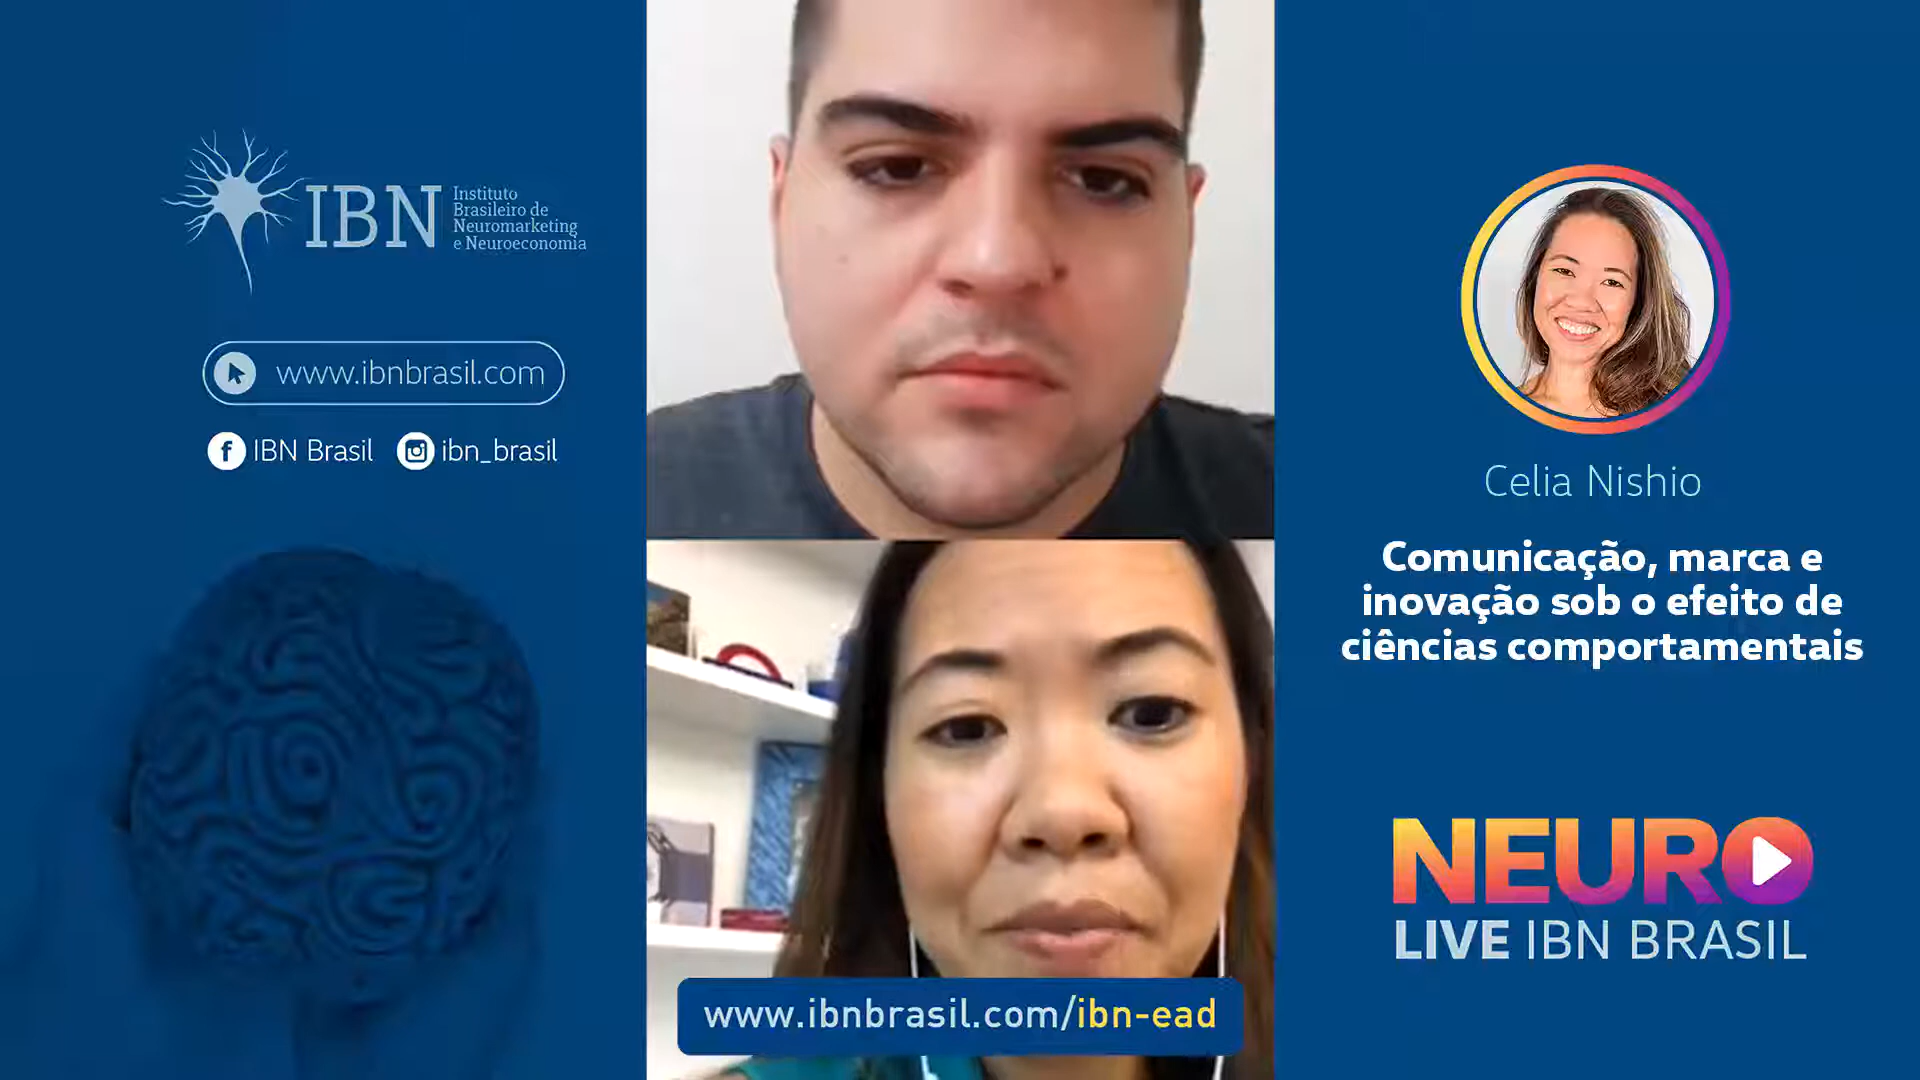 IBN
Instituto
Brasileiro de
Neuromarketing
e Neuroeconomia
www.ibnbrasil.com
IBN Brasil
ibn_brasil
www.ibnbrasil.com/ibn-ead
Celia Nishio
Comunicação, marca e
inovação sob o efeito de
ciências comportamentais
NEURO
LIVE IBN BRASIL